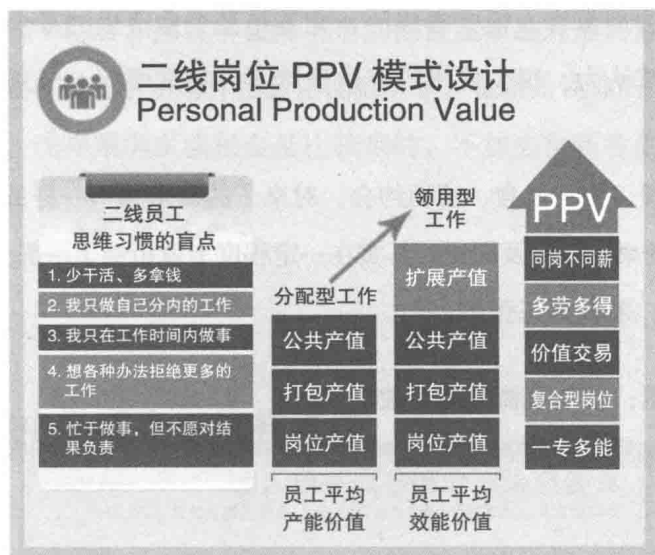 二线岗位 PPV 模式设计
Personal Production Value
二线员工
思维习惯的盲点
1. 少干活、多拿钱
2. 我只做自己分内的工作
3. 我只在工作时间内做事
4. 想各种办法拒绝更多的
工作
5. 忙于做事，但不愿对结
果负责
分配型工作
公共产值
打包产值
岗位产值
员工平均
产能价值
领用型
工作
扩展产值
公共产值
打包产值
岗位产值
员工平均
效能价值
PPV
同岗不同薪
多劳多得
价值交易
复合型岗位
一专多能